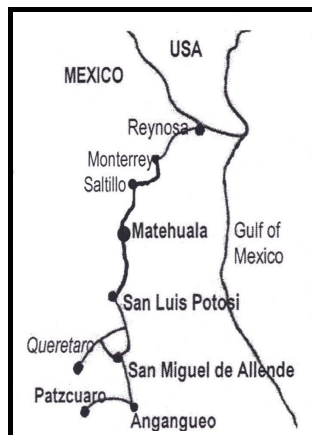 USA
MEXICO
Reynosa
Monterrey
Saltillo
Matehuala
Gulf of
Mexico
San Luis Potosi
Queretaro
San Miguel de Allende
Patzcuaro
Angangueo